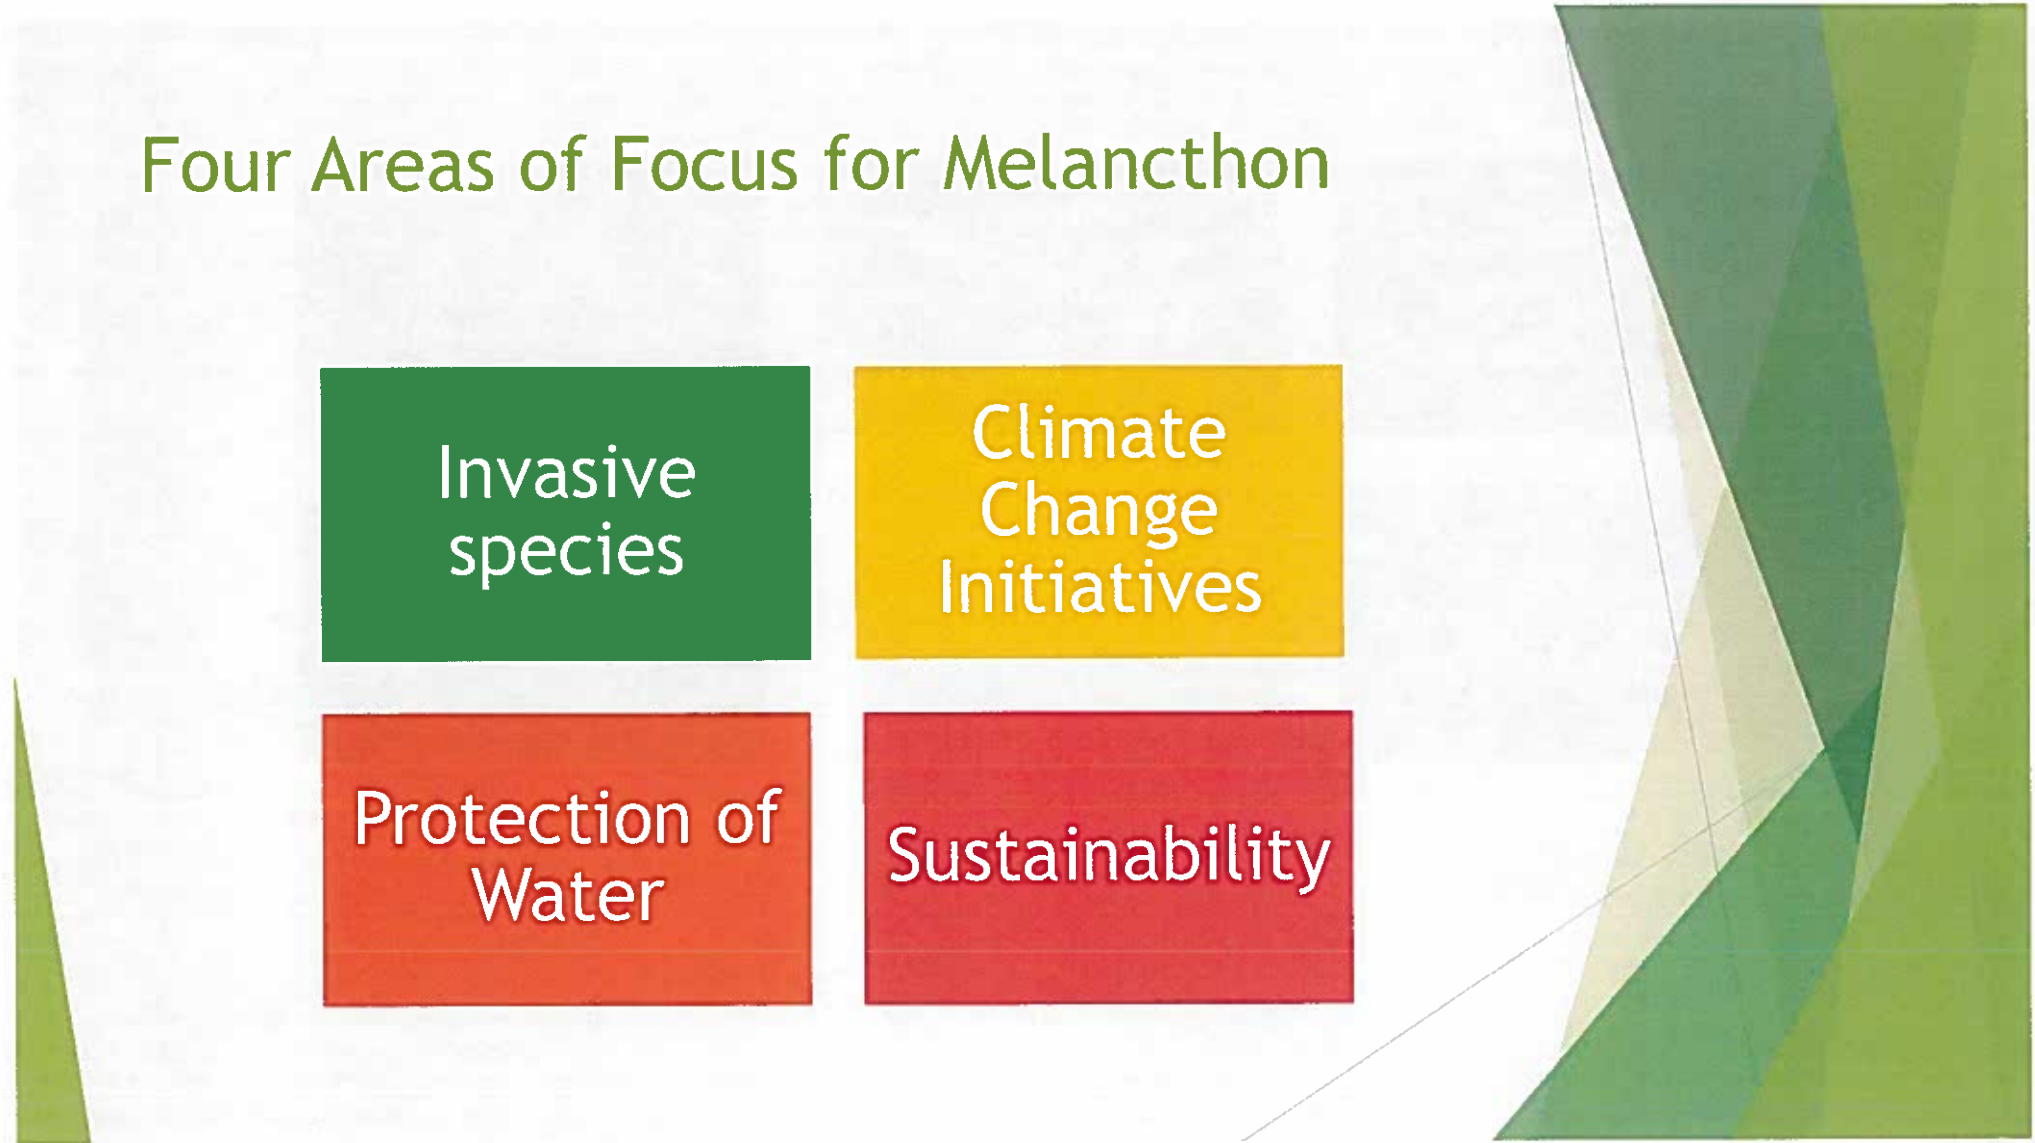 Four Areas of Focus for Melancthon
Invasive
species
Climate
Change
Initiatives
Protection of
Water
Sustainability